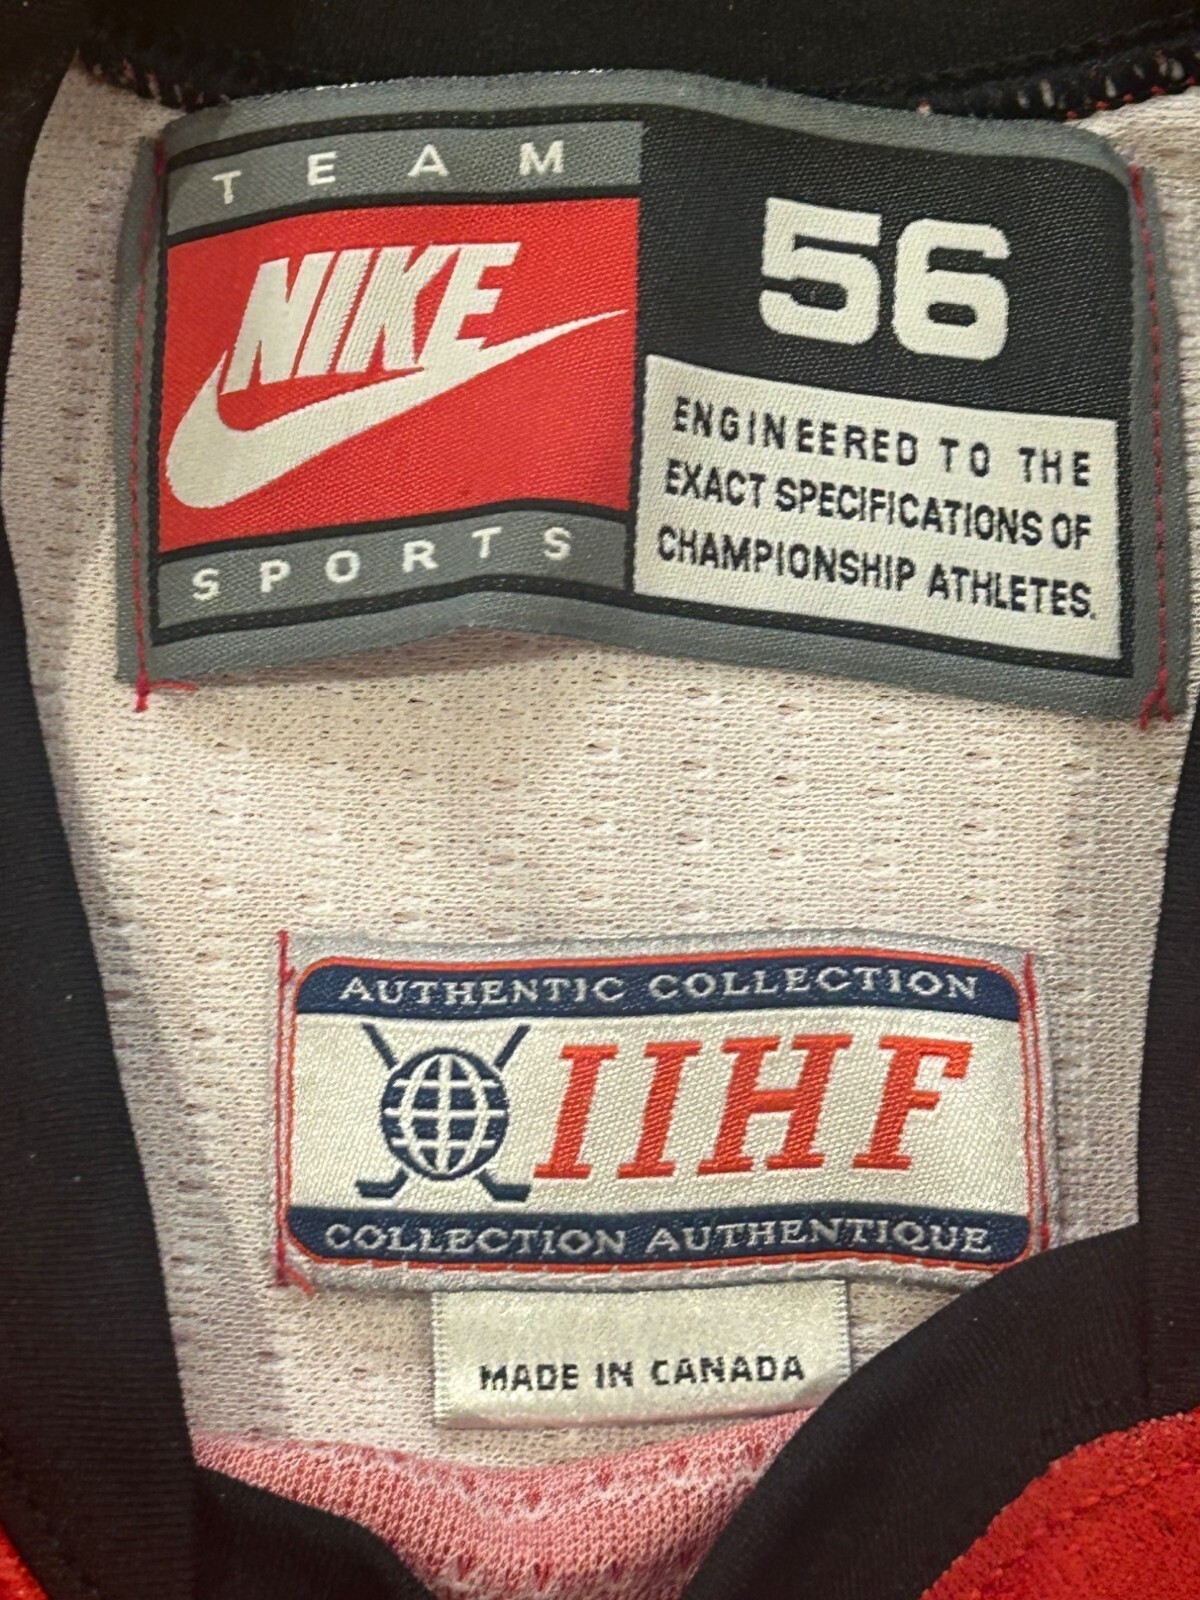 TEAM
NIKE
SPORTS
56
ENGINEERED TO THE
EXACT SPECIFICATIONS OF
CHAMPIONSHIP ATHLETES.
AUTHENTIC COLLECTION
IIHF
COLLECTION AUTHENTIQUE
MADE IN CANADA